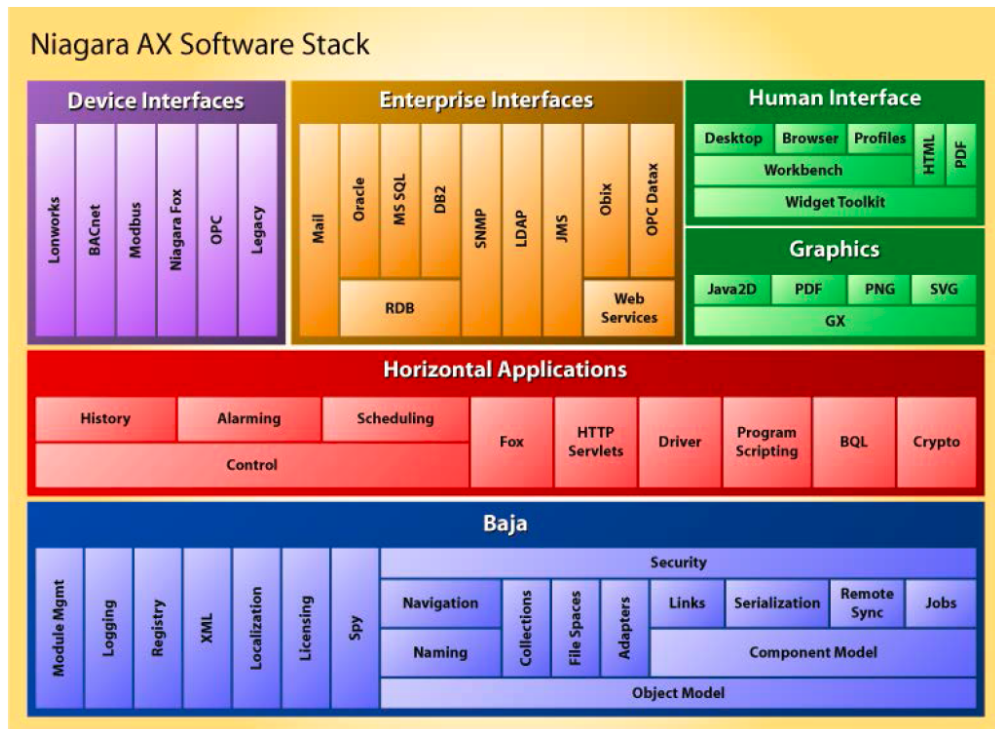 Niagara AX Software Stack
Device Interfaces
Lonworks
BACnet
Modbus
Niagara Fox
OPC
Legacy
Enterprise Interfaces
Mail
Oracle
MS SQL
DB2
RDB
SNMP
LDAP
JMS
Obix
OPC Datax
Web
Services
Human Interface
Desktop
Browser
Profiles
HTML
PDF
Workbench
Widget Toolkit
Graphics
Java2D
PDF
PNG
SVG
GX
Horizontal Applications
History
Alarming
Scheduling
Control
Fox
HTTP
Servlets
Driver
Program
Scripting
BQL
Crypto
Baja
Module Mgmt
Logging
Registry
XML
Localization
Licensing
Spy
Security
Navigation
Naming
Collections
File Spaces
Adapters
Links
Serialization
Remote
Sync
Jobs
Component Model
Object Model